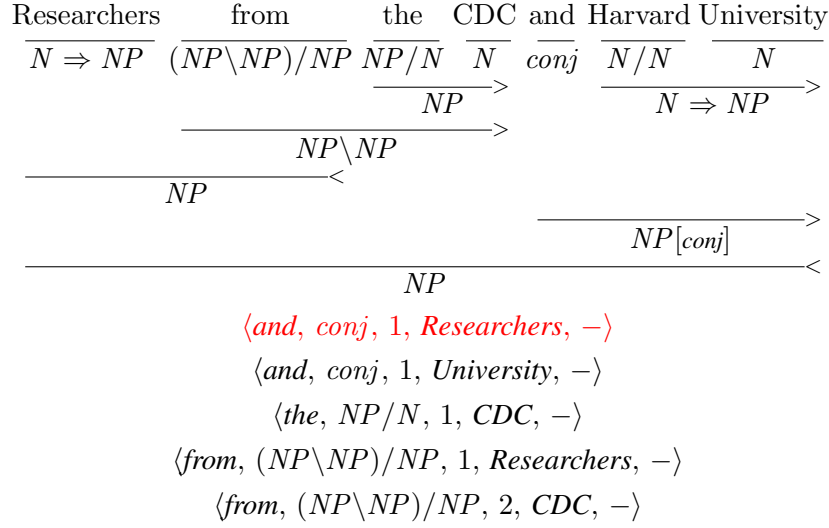 Researchers from the CDC and Harvard University
N ⇒ NP (NP\NP)/NP NP/N N conj N/N N
>
>
NP N ⇒ NP
>
NP\NP
<
NP
>
NP[conj]
<
NP
⟨and, conj, 1, Researchers, −⟩
⟨and, conj, 1, University, −⟩
⟨the, NP/N, 1, CDC, −⟩
⟨from, (NP\NP)/NP, 1, Researchers, −⟩
⟨from, (NP\NP)/NP, 2, CDC, −⟩